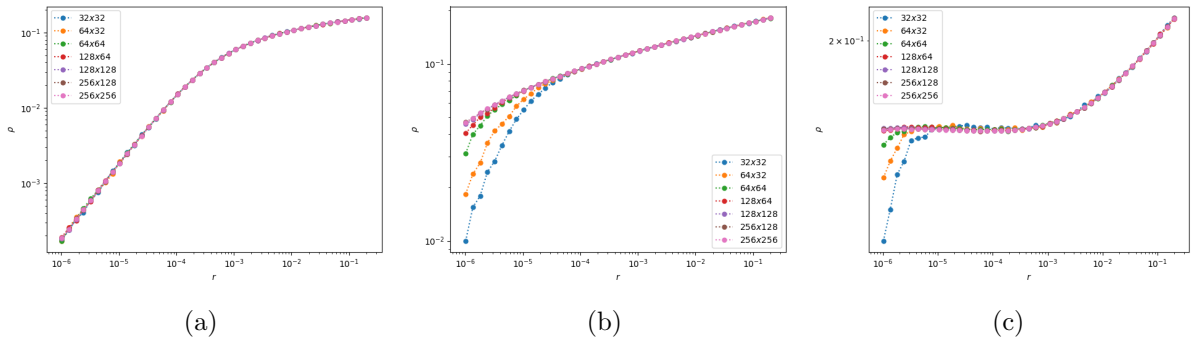 10⁻¹
10⁻²
10⁻³
ρ
32x32
64x32
64x64
128x64
128x128
256x128
256x256
10⁻⁶ 10⁻⁵ 10⁻⁴ 10⁻³ 10⁻² 10⁻¹
r
(a)
10⁻¹
10⁻²
ρ
32x32
64x32
64x64
128x64
128x128
256x128
256x256
10⁻⁶ 10⁻⁵ 10⁻⁴ 10⁻³ 10⁻² 10⁻¹
r
(b)
2 × 10⁻¹
ρ
32x32
64x32
64x64
128x64
128x128
256x128
256x256
10⁻⁶ 10⁻⁵ 10⁻⁴ 10⁻³ 10⁻² 10⁻¹
r
(c)